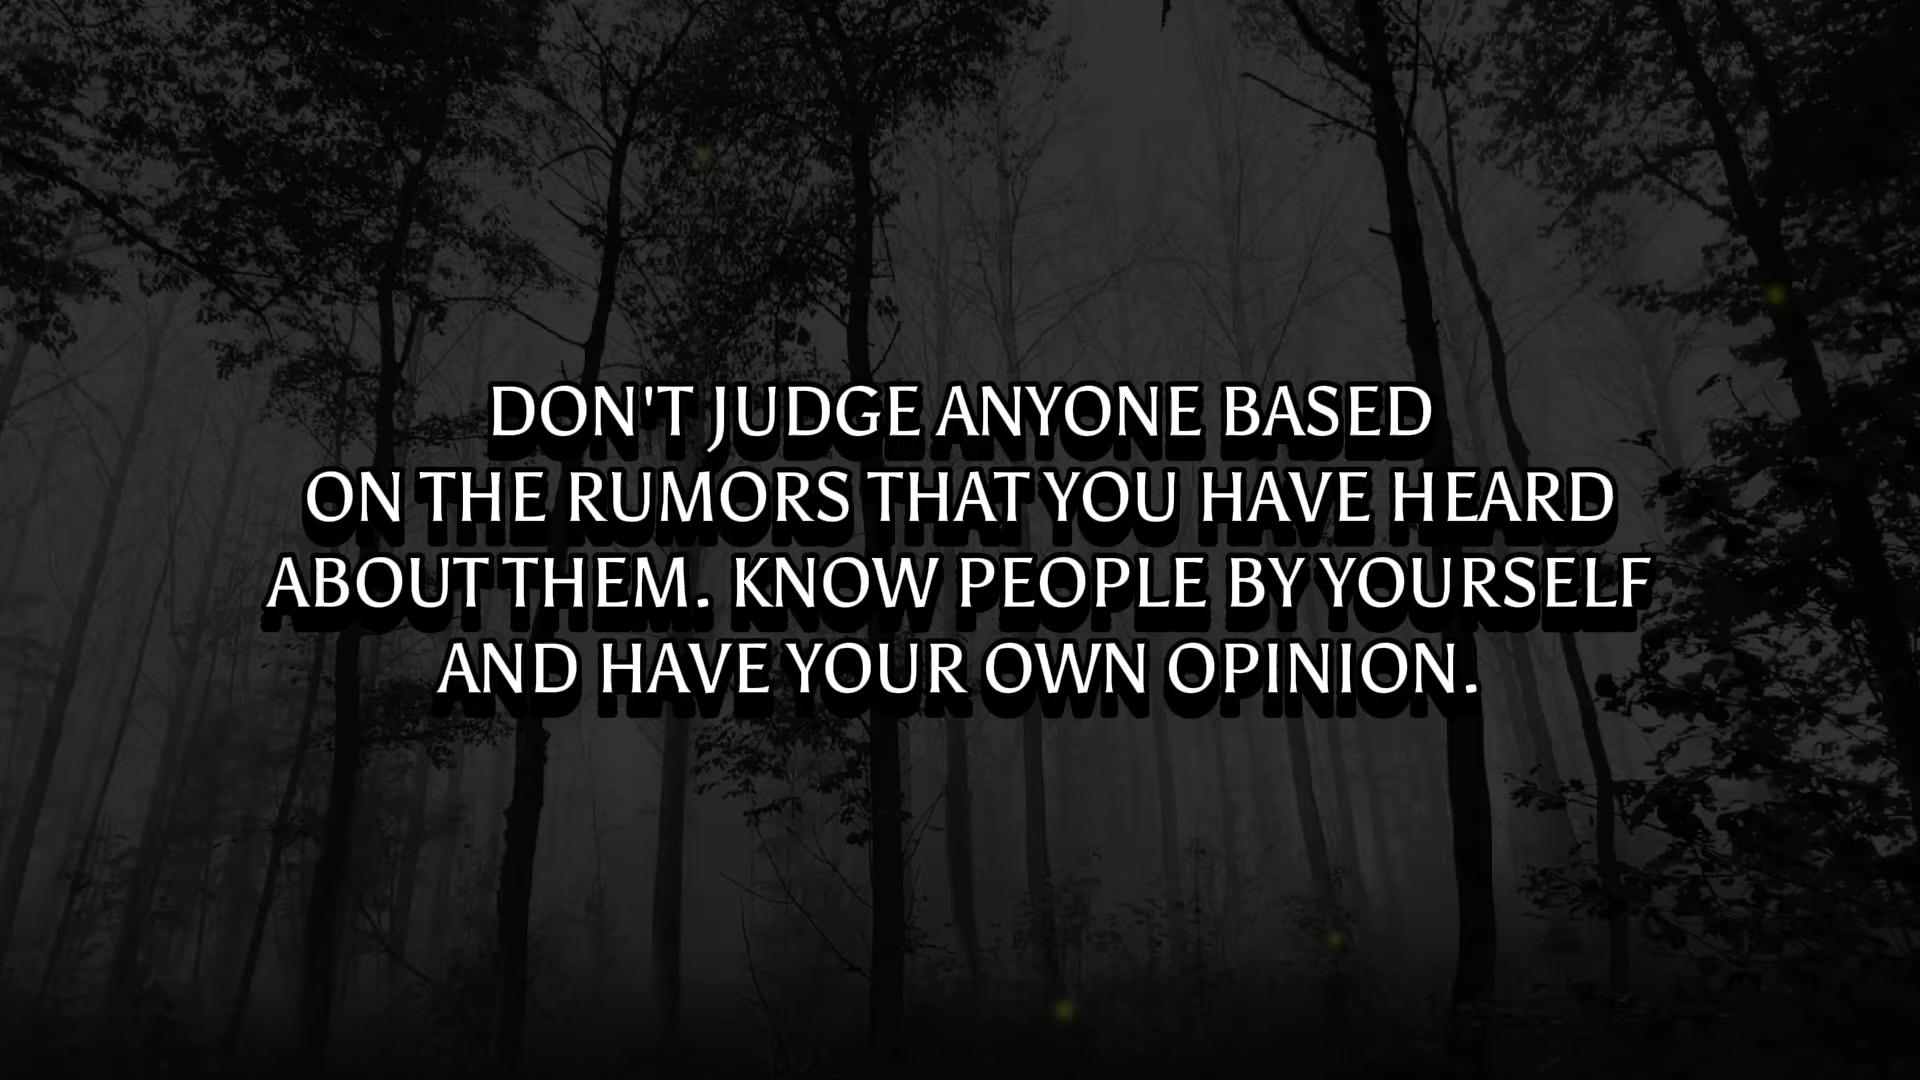 DON'T JUDGE ANYONE BASED
ON THE RUMORS THAT YOU HAVE HEARD
ABOUT THEM. KNOW PEOPLE BY YOURSELF
AND HAVE YOUR OWN OPINION.